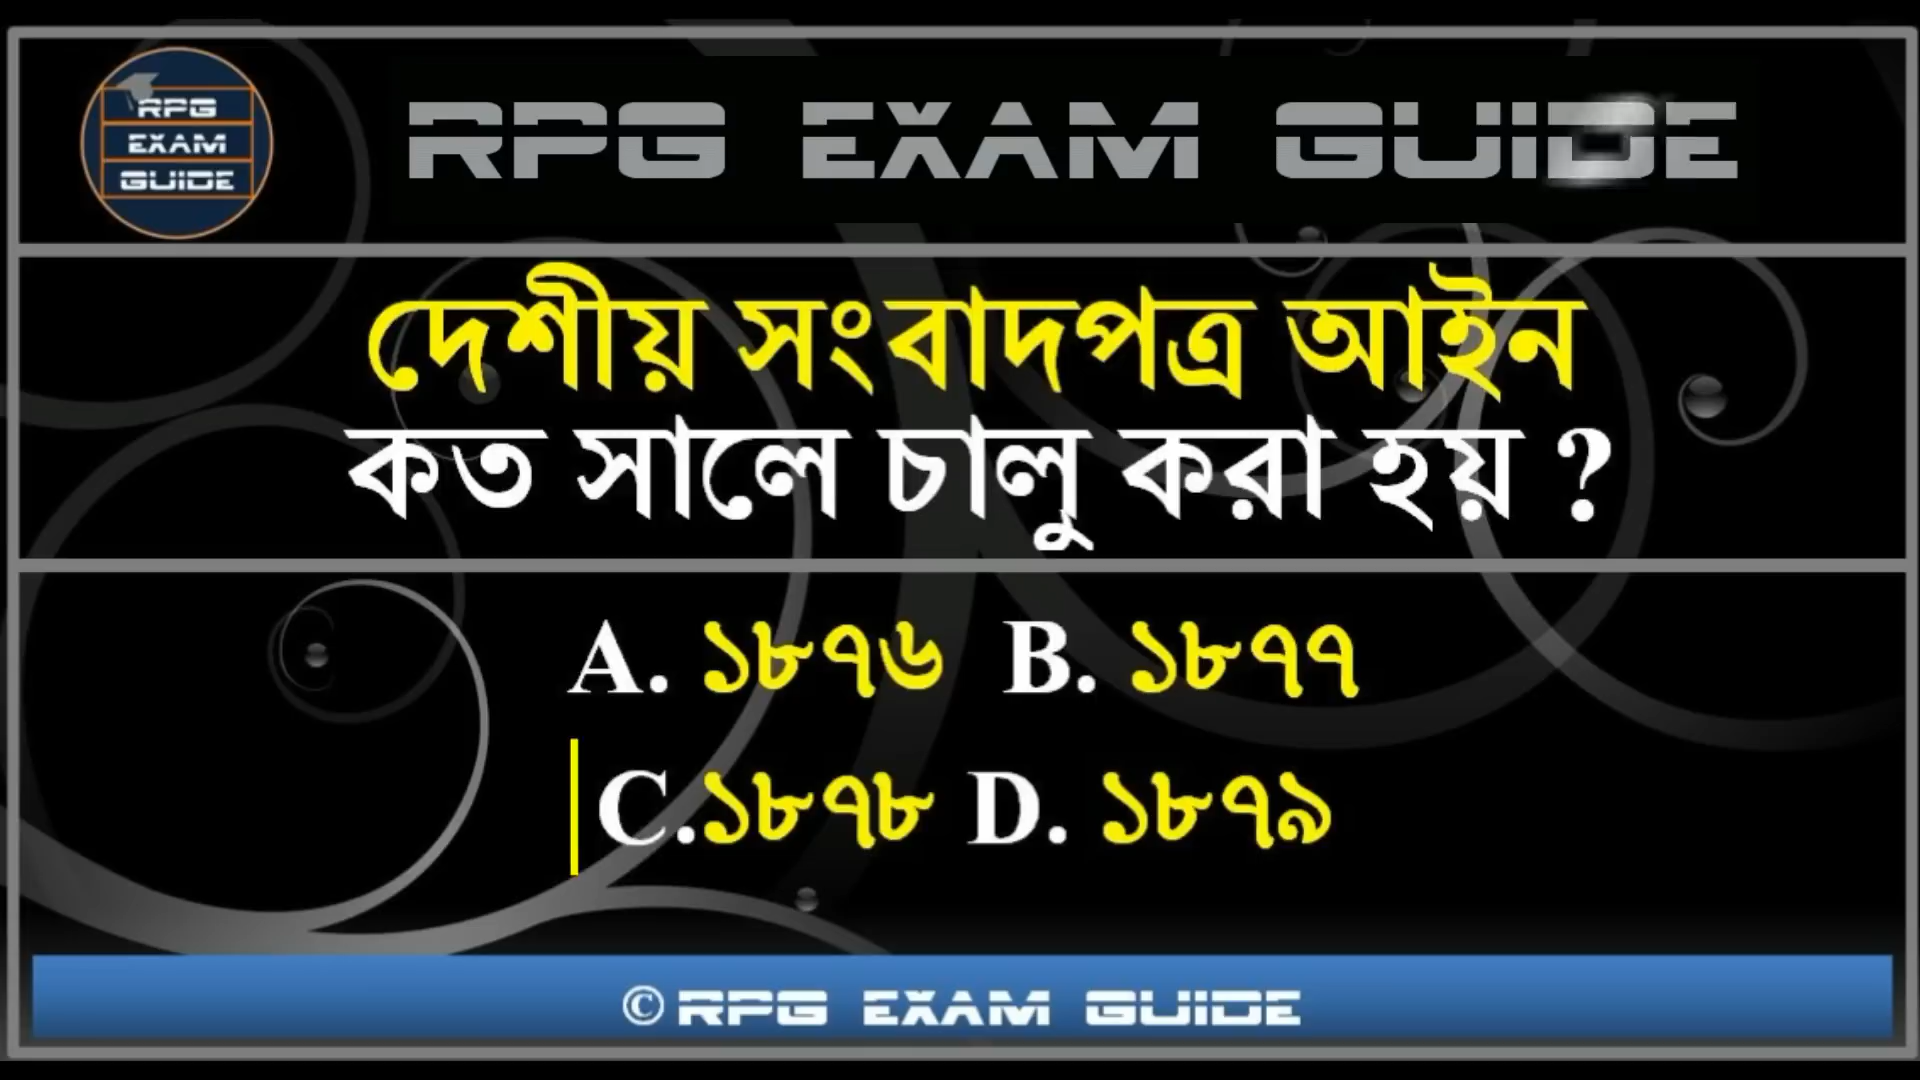 RPG
EXAM
GUIDE
RPG EXAM GUIDE
দেশীয় সংবাদপত্র আইন
কত সালে চালু করা হয় ?
A. ১৮৭৬ B. ১৮৭৭
C.১৮৭৮ D. ১৮৭৯
© RPG EXAM GUIDE